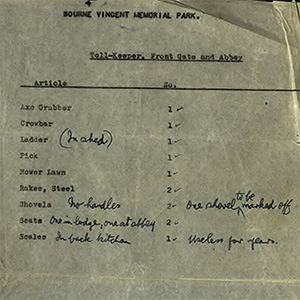 BOURNE VINCENT MEMORIAL PARK.
Toll-Keeper, Front Gate and Abbey
Article No.
Axe Grubber 1 ✓
Crowbar 1 ✓
Ladder (In shed) 1 ✓
Pick 1 ✓
Mower Lawn 1 ✓
Rakes, Steel 2 ✓
Shovels No handles 2 ✓ One shovel to be marked off
Seats One in lodge, one at abbey 2 ✓
Scales In back kitchen 1 ✓ Useless for years.